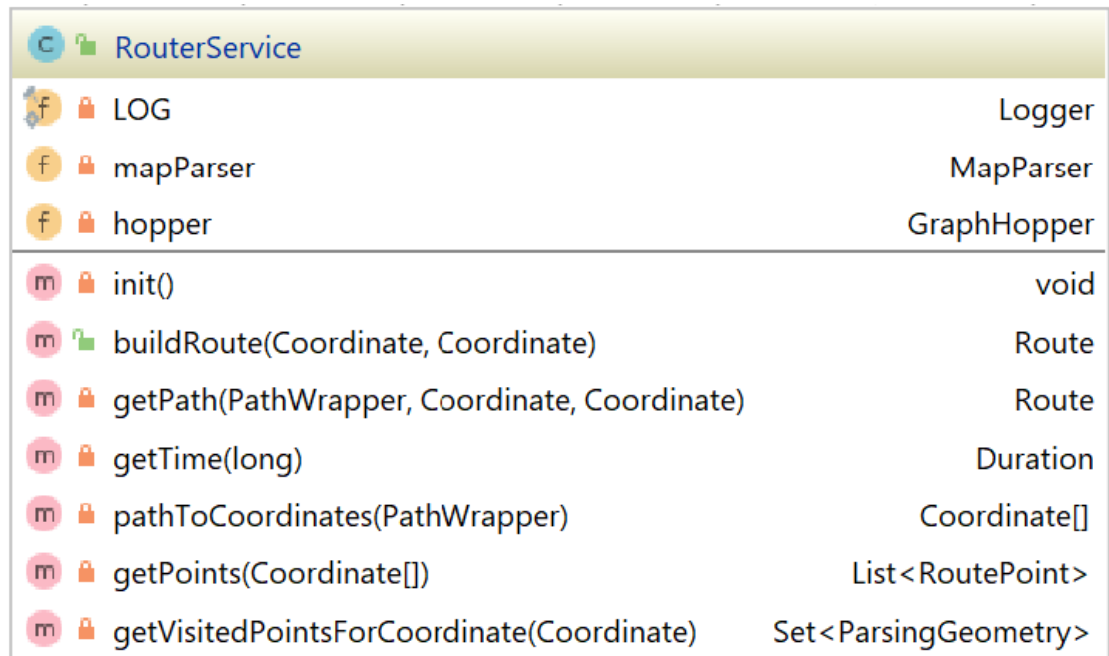 C RouterService
f LOG Logger
f mapParser MapParser
f hopper GraphHopper
m init() void
m buildRoute(Coordinate, Coordinate) Route
m getPath(PathWrapper, Coordinate, Coordinate) Route
m getTime(long) Duration
m pathToCoordinates(PathWrapper) Coordinate[]
m getPoints(Coordinate[]) List<RoutePoint>
m getVisitedPointsForCoordinate(Coordinate) Set<ParsingGeometry>